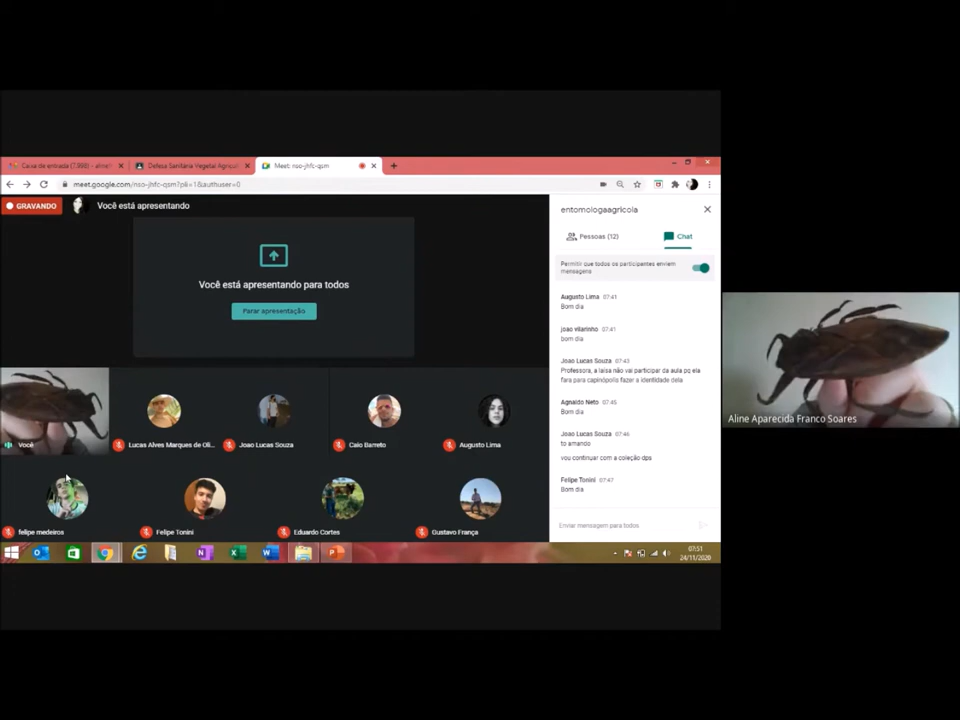 Caixa de entrada (7.998) - alinef
Defesa Sanitária Vegetal Agrícul
Meet: nso-jhfc-qsm
meet.google.com/nso-jhfc-qsm?pli=1&authuser=0
GRAVANDO
Você está apresentando
Você está apresentando para todos
Parar apresentação
Você
Lucas Alves Marques de Oli...
Joao Lucas Souza
Caio Barreto
Augusto Lima
felipe medeiros
Felipe Tonini
Eduardo Cortes
Gustavo França
entomologaagricola
Pessoas (12)
Chat
Permitir que todos os participantes enviem
mensagens
Augusto Lima 07:41
Bom dia
joao vilarinho 07:41
bom dia
Joao Lucas Souza 07:43
Professora, a laisa não vai participar da aula pq ela
fara para capinópolis fazer a identidade dela
Agnaldo Neto 07:45
Bom dia
Joao Lucas Souza 07:46
to amando
vou continuar com a coleção dps
Felipe Tonini 07:47
Bom dia
Enviar mensagem para todos
07:51
24/11/2020
Aline Aparecida Franco Soares